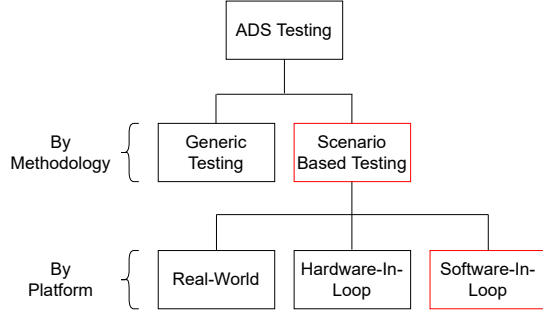 ADS Testing
By
Methodology
Generic
Testing
Scenario
Based Testing
By
Platform
Real-World
Hardware-In-
Loop
Software-In-
Loop